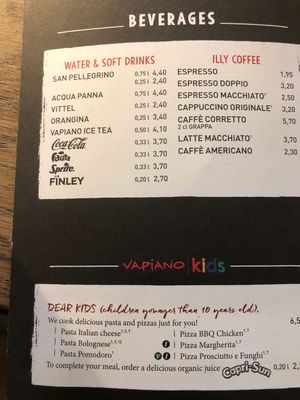 BEVERAGES
WATER & SOFT DRINKS
SAN PELLEGRINO 0,25 l 2,40
0,75 l 4,40
ACQUA PANNA 0,75 l 4,40
VITTEL 0,25 l 2,40
ORANGINA 0,25 l 3,40
VAPIANO ICE TEA 0,50 l 4,10
Coca-Cola 0,33 l 3,70
Fanta 0,33 l 3,70
Sprite 0,33 l 3,70
FÏNLEY 0,20 l 2,70
ILLY COFFEE
ESPRESSO 1,95
ESPRESSO DOPPIO 3,20
ESPRESSO MACCHIATO 2,50
CAPPUCCINO ORIGINALE 3,20
CAFFÈ CORRETTO 5,70
2 cl GRAPPA
LATTE MACCHIATO 3,70
CAFFÈ AMERICANO 2,30
VAPIANO | kids
DEAR KIDS (children younger than 10 years old),
We cook delicious pasta and pizzas just for you! 6,5
Pasta Italian cheese
Pasta Bolognese
Pasta Pomodoro
Pizza BBQ Chicken
Pizza Margherita
Pizza Prosciutto e Funghi
To complete your meal, order a delicious organic juice Capri-Sun 0,20 l 2,